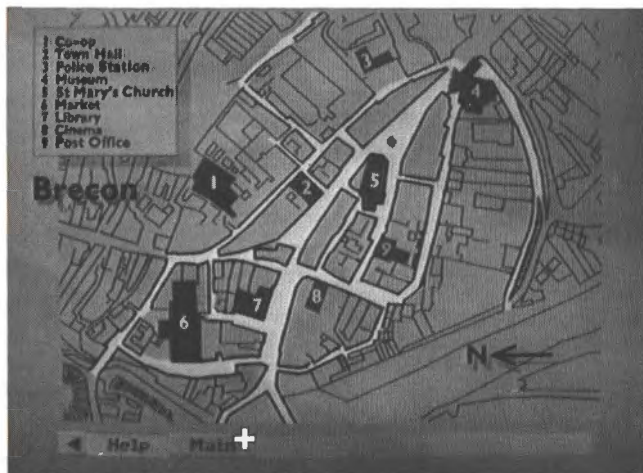 1 Co-op
2 Town Hall
3 Police Station
4 Museum
5 St Mary's Church
6 Market
7 Library
8 Cinema
9 Post Office
Brecon
3
4
1
2
5
9
6
7
8
N
Help Main